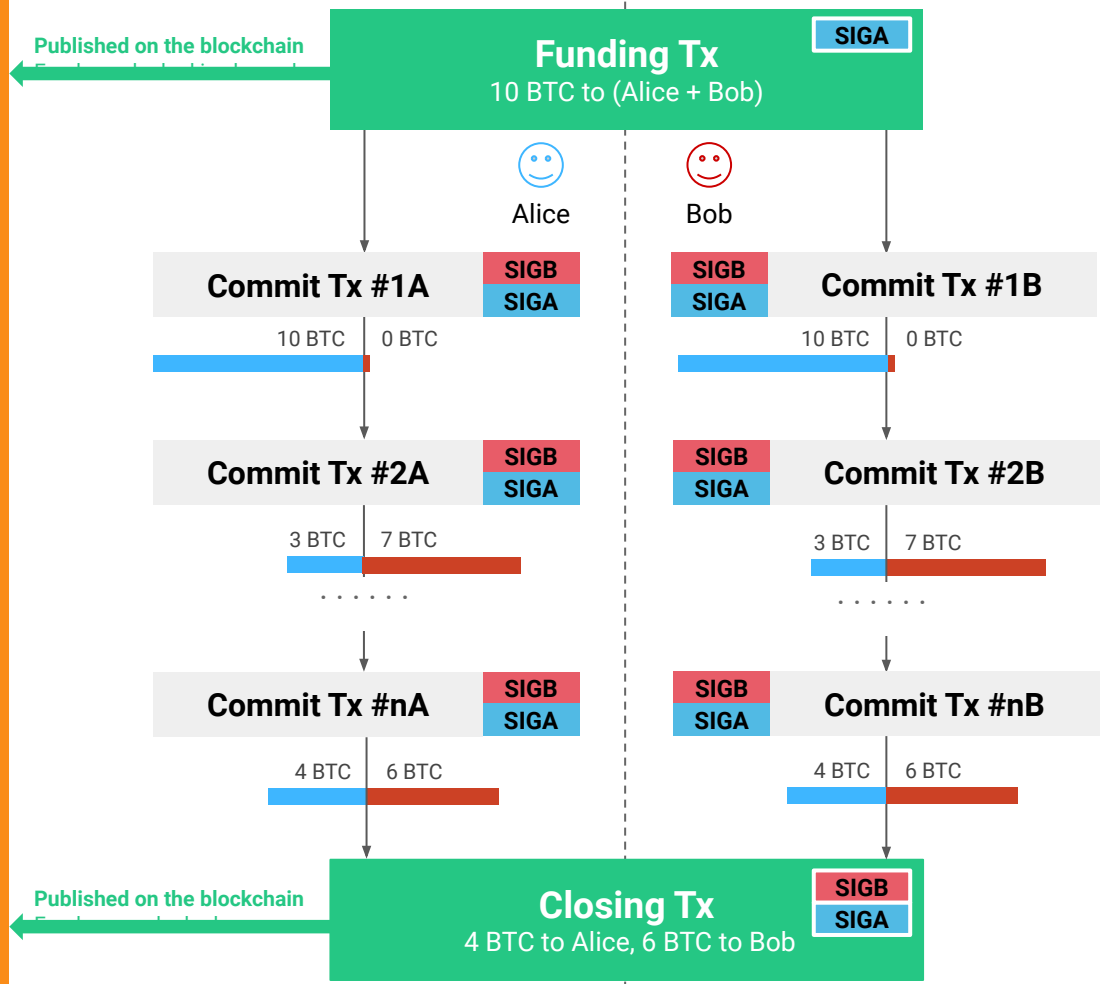 Published on the blockchain
SIGA
Funding Tx
10 BTC to (Alice + Bob)
Alice
Bob
Commit Tx #1A
SIGB
SIGA
SIGB
SIGA
Commit Tx #1B
10 BTC
0 BTC
10 BTC
0 BTC
Commit Tx #2A
SIGB
SIGA
SIGB
SIGA
Commit Tx #2B
3 BTC
7 BTC
3 BTC
7 BTC
. . . . . .
. . . . . .
Commit Tx #nA
SIGB
SIGA
SIGB
SIGA
Commit Tx #nB
4 BTC
6 BTC
4 BTC
6 BTC
Published on the blockchain
Closing Tx
4 BTC to Alice, 6 BTC to Bob
SIGB
SIGA